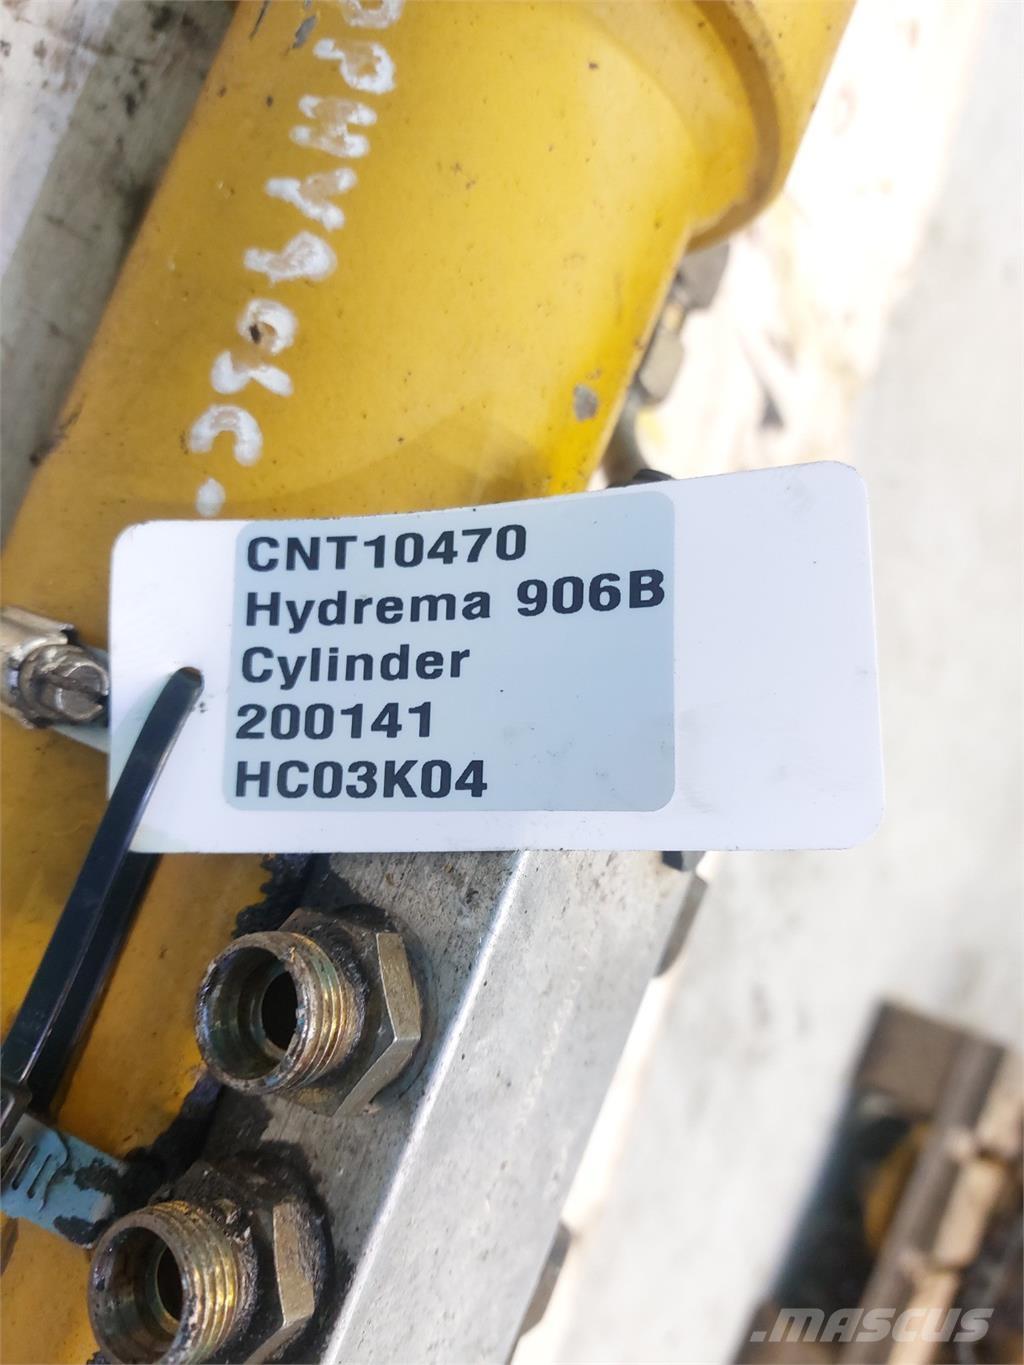 CNT10470
Hydrema 906B
Cylinder
200141
HC03K04
MASCUS